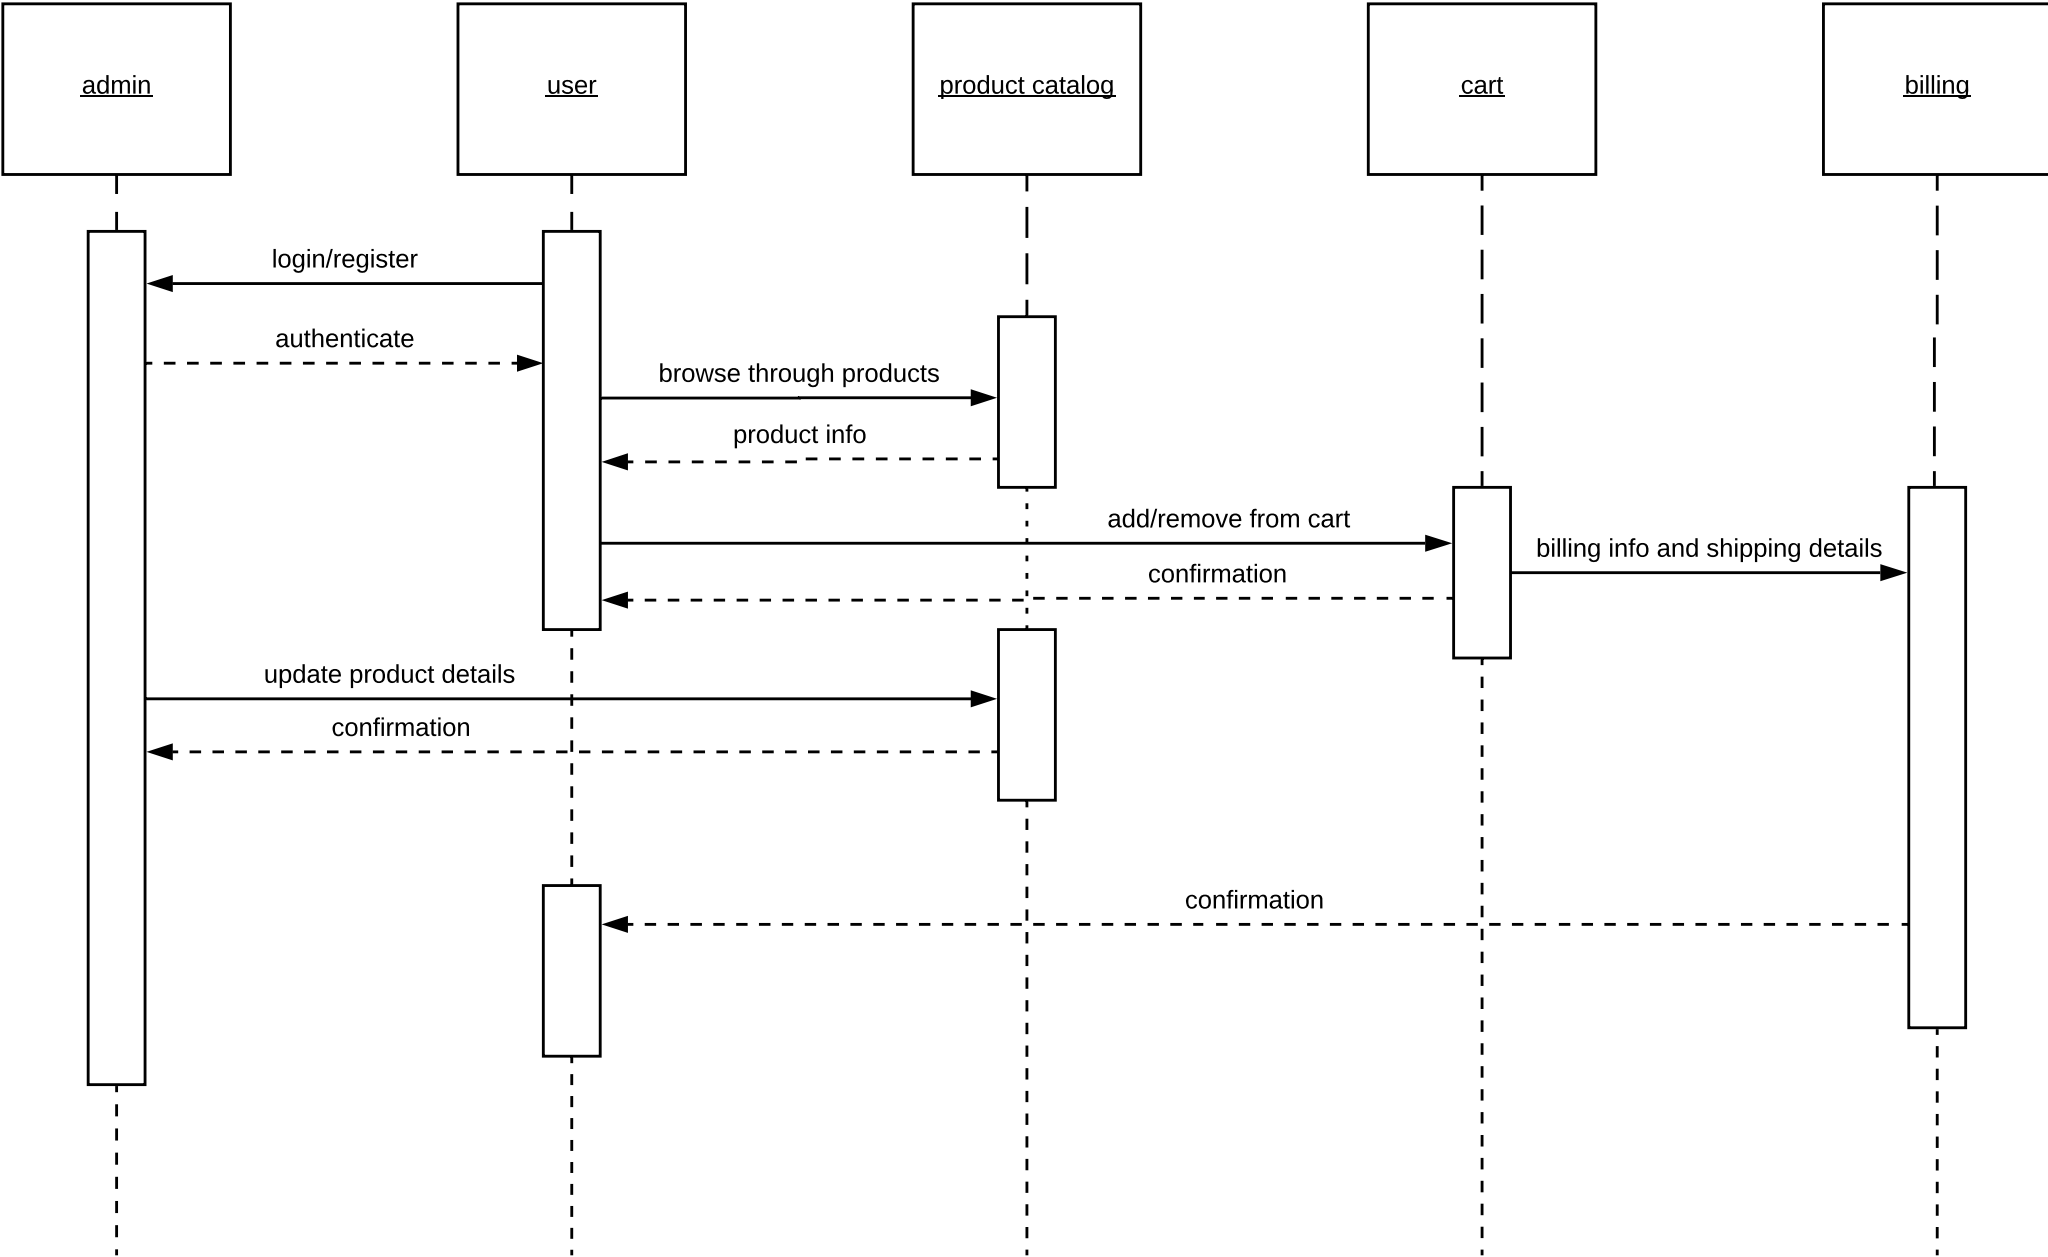 admin
user
product catalog
cart
billing
login/register
authenticate
browse through products
product info
add/remove from cart
billing info and shipping details
confirmation
update product details
confirmation
confirmation